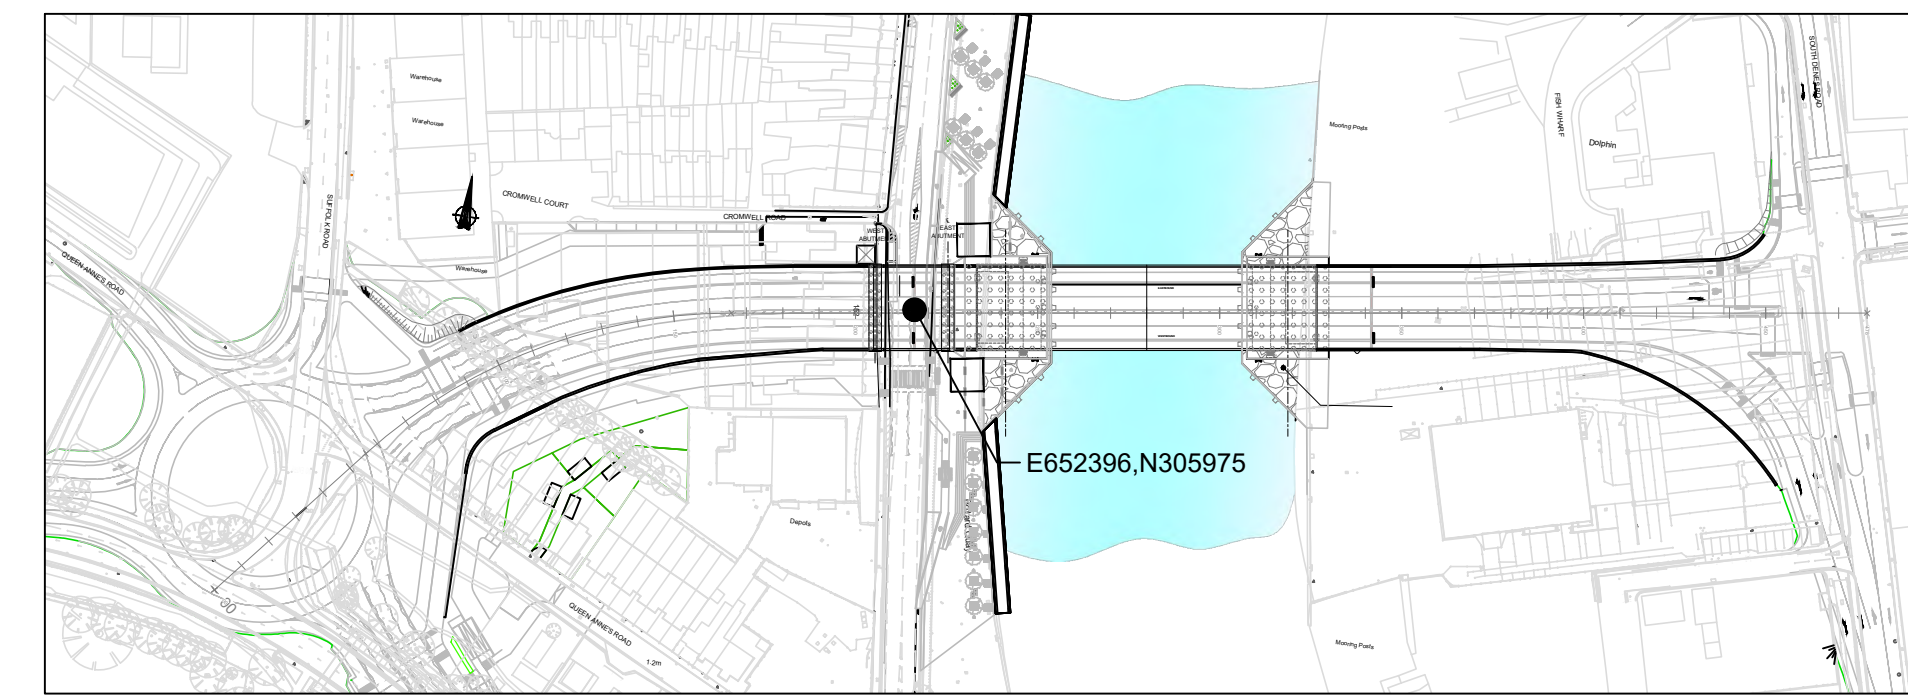 Warehouse
Warehouse
SUFFOLK ROAD
CROMWELL COURT
CROMWELL ROAD
WEST
EAST
ABUTMENT
Warehouse
QUEEN ANNE'S ROAD
Mooring Posts
FISH WHARF
Dolphin
SOUTH DENES ROAD
E652396,N305975
Depots
QUEEN ANNE'S ROAD
1.2m
Mooring Posts